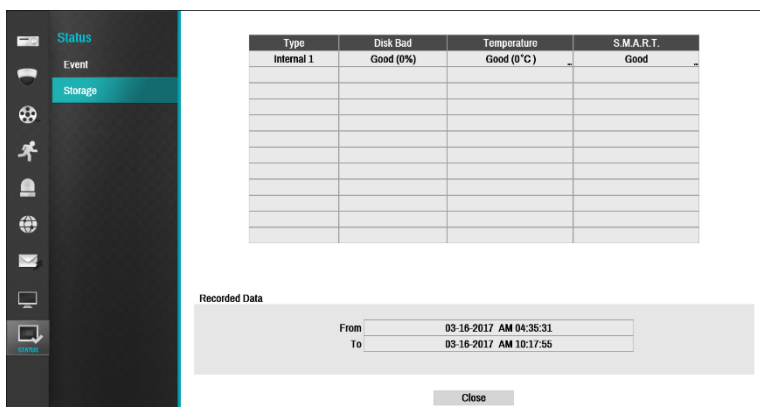 Status
Event
Storage
STATUS
Type Disk Bad Temperature S.M.A.R.T.
Internal 1 Good (0%) Good (0˚C) ... Good ...
Recorded Data
From 03-16-2017 AM 04:35:31
To 03-16-2017 AM 10:17:55
Close